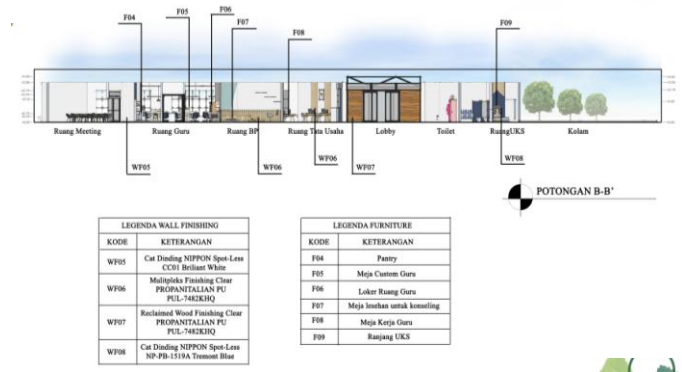 F04
F05
F06
F07
F08
F09
Ruang Meeting
Ruang Guru
Ruang BP
Ruang Tata Usaha
Lobby
Toilet
RuangUKS
Kolam
WF05
WF06
WF06
WF07
WF08
POTONGAN B-B'
LEGENDA WALL FINISHING
KODE KETERANGAN
WF05 Cat Dinding NIPPON Spot-Less
CC01 Briliant White
WF06 Mulitpleks Finishing Clear
PROPANITALIAN PU
PUL-7482KHQ
WF07 Reclaimed Wood Finishing Clear
PROPANITALIAN PU
PUL-7482KHQ
WF08 Cat Dinding NIPPON Spot-Less
NP-PB-1519A Tremont Blue
LEGENDA FURNITURE
KODE KETERANGAN
F04 Pantry
F05 Meja Custom Guru
F06 Loker Ruang Guru
F07 Meja lesehan untuk konseling
F08 Meja Kerja Guru
F09 Ranjang UKS